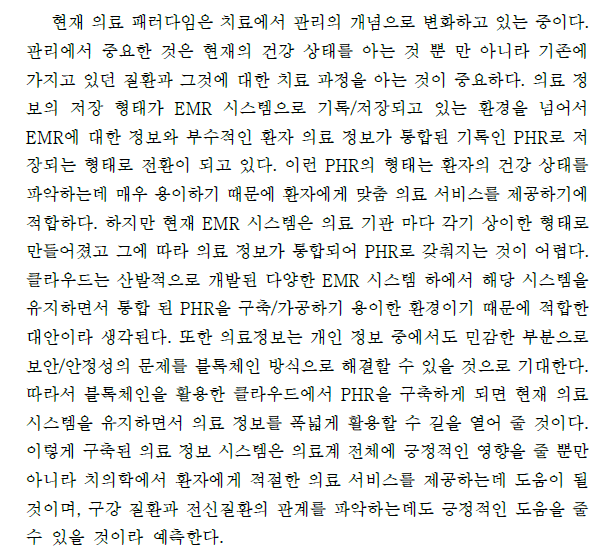 현재 의료 패러다임은 치료에서 관리의 개념으로 변화하고 있는 중이다.
관리에서 중요한 것은 현재의 건강 상태를 아는 것 뿐 만 아니라 기존에
가지고 있던 질환과 그것에 대한 치료 과정을 아는 것이 중요하다. 의료 정
보의 저장 형태가 EMR 시스템으로 기록/저장되고 있는 환경을 넘어서
EMR에 대한 정보와 부수적인 환자 의료 정보가 통합된 기록인 PHR로 저
장되는 형태로 전환이 되고 있다. 이런 PHR의 형태는 환자의 건강 상태를
파악하는데 매우 용이하기 때문에 환자에게 맞춤 의료 서비스를 제공하기에
적합하다. 하지만 현재 EMR 시스템은 의료 기관 마다 각기 상이한 형태로
만들어졌고 그에 따라 의료 정보가 통합되어 PHR로 갖춰지는 것이 어렵다.
클라우드는 산발적으로 개발된 다양한 EMR 시스템 하에서 해당 시스템을
유지하면서 통합 된 PHR을 구축/가공하기 용이한 환경이기 때문에 적합한
대안이라 생각된다. 또한 의료정보는 개인 정보 중에서도 민감한 부분으로
보안/안정성의 문제를 블록체인 방식으로 해결할 수 있을 것으로 기대한다.
따라서 블록체인을 활용한 클라우드에서 PHR을 구축하게 되면 현재 의료
시스템을 유지하면서 의료 정보를 폭넓게 활용할 수 길을 열어 줄 것이다.
이렇게 구축된 의료 정보 시스템은 의료계 전체에 긍정적인 영향을 줄 뿐만
아니라 치의학에서 환자에게 적절한 의료 서비스를 제공하는데 도움이 될
것이며, 구강 질환과 전신질환의 관계를 파악하는데도 긍정적인 도움을 줄
수 있을 것이라 예측한다.